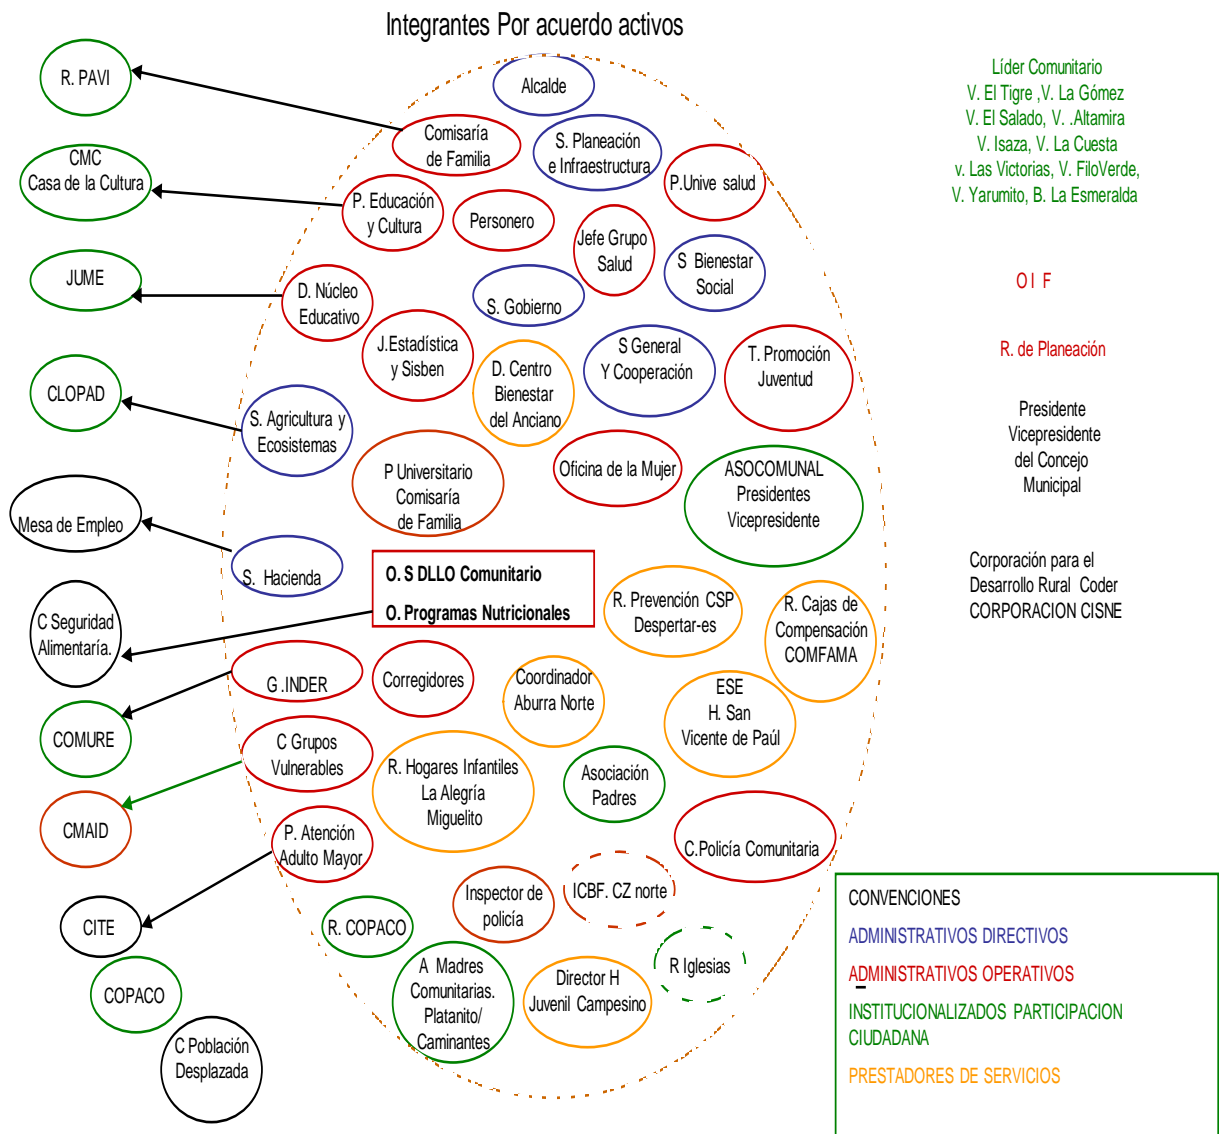 Integrantes Por acuerdo activos
R. PAVI
CMC
Casa de la Cultura
JUME
CLOPAD
Mesa de Empleo
C Seguridad
Alimentaría.
COMURE
CMAID
CITE
COPACO
C Población
Desplazada
Alcalde
Comisaría
de Familia
S. Planeación
e Infraestructura
P.Unive salud
P. Educación
y Cultura
Personero
Jefe Grupo
Salud
S Bienestar
Social
D. Núcleo
Educativo
S. Gobierno
J.Estadística
y Sisben
D. Centro
Bienestar
del Anciano
S General
Y Cooperación
T. Promoción
Juventud
S. Agricultura y
Ecosistemas
P Universitario
Comisaría
de Familia
Oficina de la Mujer
ASOCOMUNAL
Presidentes
Vicepresidente
S. Hacienda
O. S DLLO Comunitario
O. Programas Nutricionales
R. Prevención CSP
Despertar-es
R. Cajas de
Compensación
COMFAMA
G .INDER
Corregidores
Coordinador
Aburra Norte
ESE
H. San
Vicente de Paúl
C Grupos
Vulnerables
R. Hogares Infantiles
La Alegría
Miguelito
Asociación
Padres
P. Atención
Adulto Mayor
C.Policía Comunitaria
Inspector de
policía
ICBF. CZ norte
R. COPACO
A Madres
Comunitarias.
Platanito/
Caminantes
Director H
Juvenil Campesino
R Iglesias
Líder Comunitario
V. El Tigre ,V. La Gómez
V. El Salado, V. .Altamira
V. Isaza, V. La Cuesta
v. Las Victorias, V. FiloVerde,
V. Yarumito, B. La Esmeralda
O I F
R. de Planeación
Presidente
Vicepresidente
del Concejo
Municipal
Corporación para el
Desarrollo Rural Coder
CORPORACION CISNE
CONVENCIONES
ADMINISTRATIVOS DIRECTIVOS
ADMINISTRATIVOS OPERATIVOS
INSTITUCIONALIZADOS PARTICIPACION
CIUDADANA
PRESTADORES DE SERVICIOS